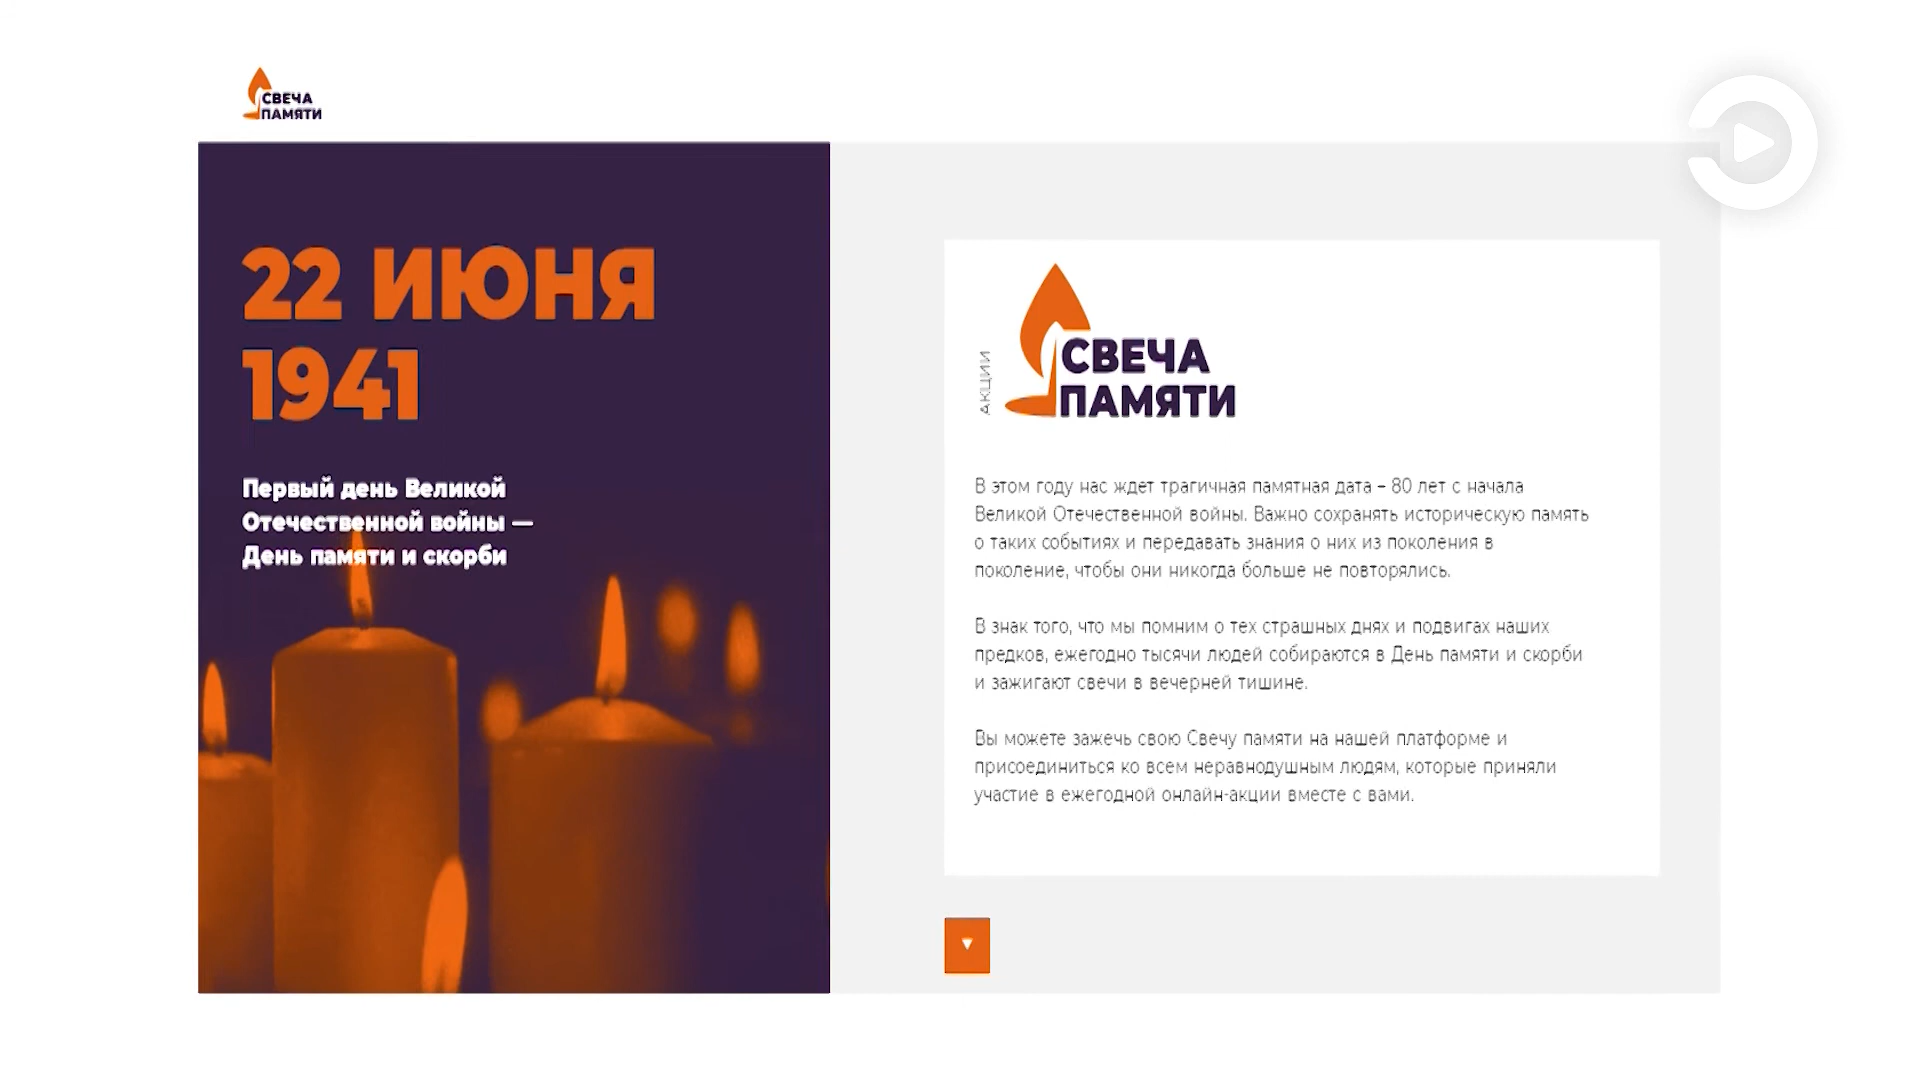 СВЕЧА
ПАМЯТИ
22 ИЮНЯ
1941
Первый день Великой
Отечественной войны —
День памяти и скорби
АКЦИИ
СВЕЧА
ПАМЯТИ
В этом году нас ждет трагичная памятная дата – 80 лет с начала
Великой Отечественной войны. Важно сохранять историческую память
о таких событиях и передавать знания о них из поколения в
поколение, чтобы они никогда больше не повторялись.
В знак того, что мы помним о тех страшных днях и подвигах наших
предков, ежегодно тысячи людей собираются в День памяти и скорби
и зажигают свечи в вечерней тишине.
Вы можете зажечь свою Свечу памяти на нашей платформе и
присоединиться ко всем неравнодушным людям, которые приняли
участие в ежегодной онлайн-акции вместе с вами.